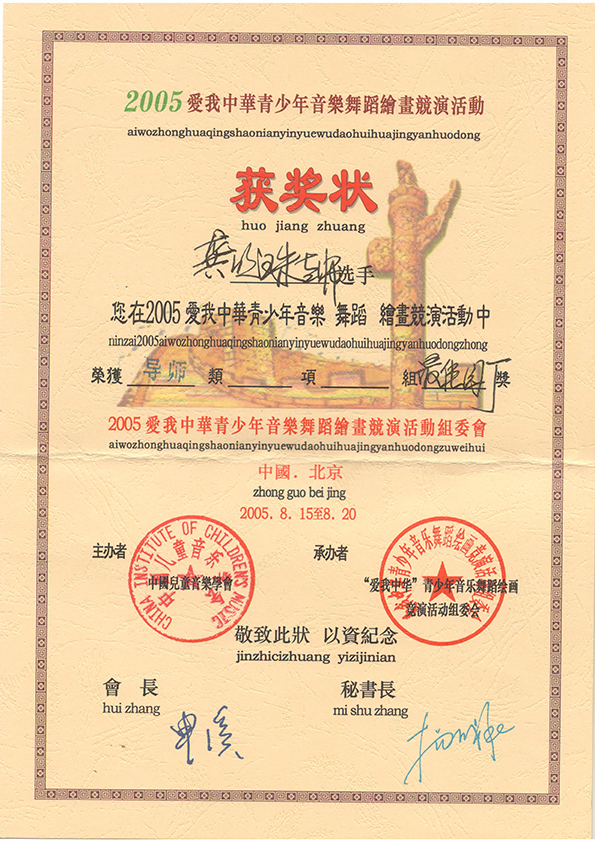 2005愛我中華青少年音樂舞蹈繪畫競演活動
aiwozhonghuaqingshaonianyinyuewudaohuihuajingyanhuodong
获奖状
huo jiang zhuang
选手
您在2005愛我中華青少年音樂 舞蹈 繪畫競演活動中
ninzai2005aiwozhonghuaqingshaonianyinyuewudaohuihuajingyanhuodongzhong
榮獲 导师 類 項 組 獎
2005愛我中華青少年音樂舞蹈繪畫競演活動組委會
aiwozhonghuaqingshaonianyinyuewudaohuihuajingyanhuodongzuweihui
中國.北京
zhong guo bei jing
2005.8.15至8.20
主办者
承办者
CHINA INSTITUTE OF CHILDREN'S MUSIC
中國兒童音樂學會
“爱我中华”青少年音乐舞蹈绘画
竞演活动组委会
敬致此狀 以資紀念
jinzhicizhuang yizijinian
會長
秘書長
hui zhang
mi shu zhang